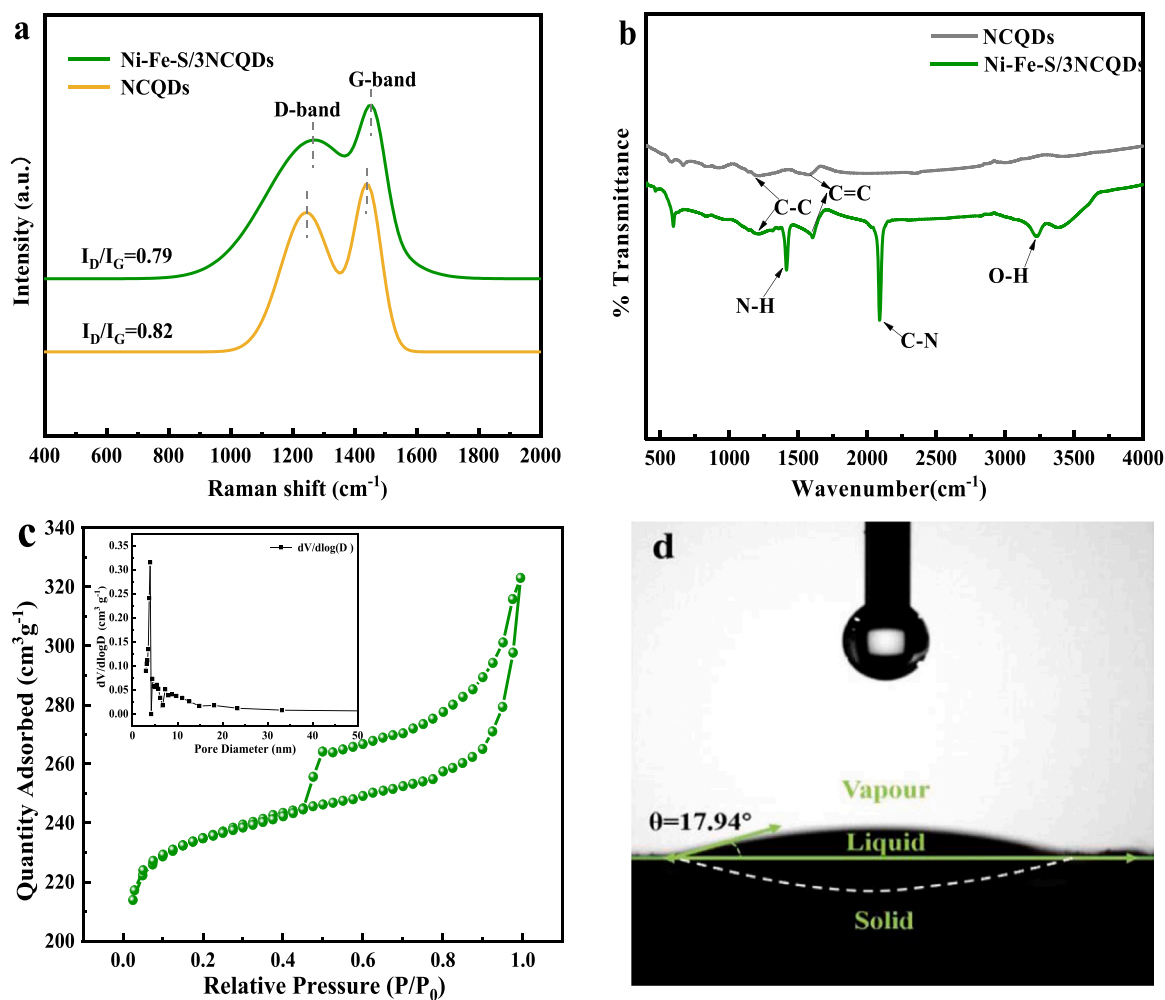 a
Ni-Fe-S/3NCQDs
NCQDs
D-band
G-band
I_D/I_G=0.79
I_D/I_G=0.82
Intensity (a.u.)
400 600 800 1000 1200 1400 1600 1800 2000
Raman shift (cm⁻¹)
b
NCQDs
Ni-Fe-S/3NCQDs
C-C
C=C
N-H
C-N
O-H
% Transmittance
500 1000 1500 2000 2500 3000 3500 4000
Wavenumber(cm⁻¹)
c
340
320
300
280
260
240
220
200
Quantity Adsorbed (cm³g⁻¹)
0.0 0.2 0.4 0.6 0.8 1.0
Relative Pressure (P/P₀)
dV/dlog(D )
0.35
0.30
0.25
0.20
0.15
0.10
0.05
0.00
dV/dlogD (cm³ g⁻¹)
0 10 20 30 40 50
Pore Diameter (nm)
d
Vapour
θ=17.94°
Liquid
Solid